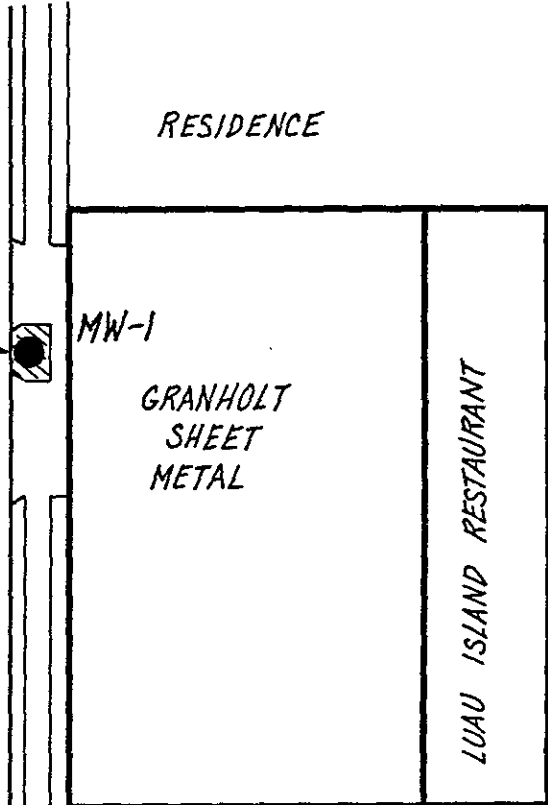 RESIDENCE
MW-1
GRANHOLT
SHEET
METAL
LUAU ISLAND RESTAURANT